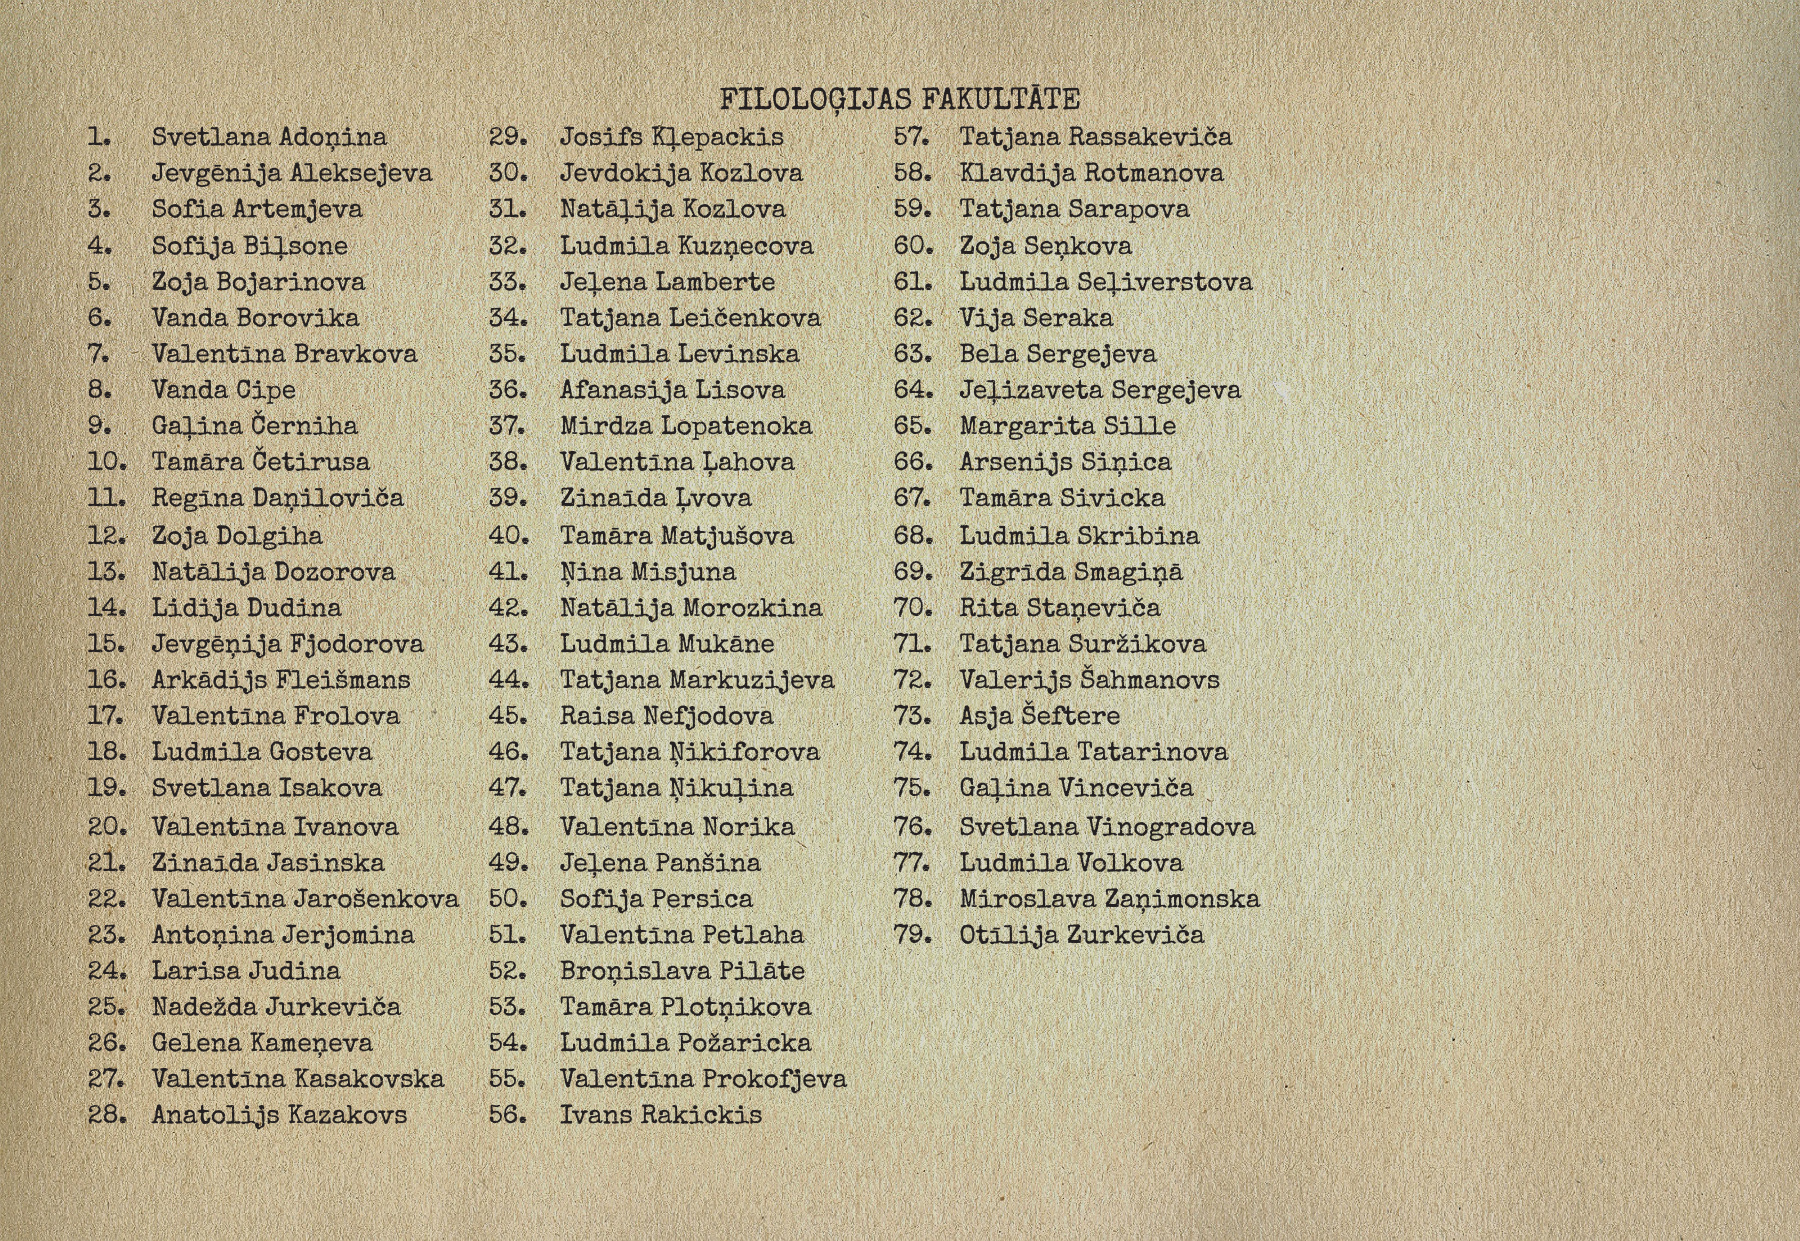 FILOLOĢIJAS FAKULTĀTE
1. Svetlana Adoņina
2. Jevgēnija Aleksejeva
3. Sofia Artemjeva
4. Sofija Biļsone
5. Zoja Bojarinova
6. Vanda Borovika
7. Valentīna Bravkova
8. Vanda Cipe
9. Gaļina Černiha
10. Tamāra Četirusa
11. Regīna Daņiloviča
12. Zoja Dolgiha
13. Natālija Dozorova
14. Lidija Dudina
15. Jevgēņija Fjodorova
16. Arkādijs Fleišmans
17. Valentīna Frolova
18. Ludmila Gosteva
19. Svetlana Isakova
20. Valentīna Ivanova
21. Zinaīda Jasinska
22. Valentīna Jarošenkova
23. Antoņina Jerjomina
24. Larisa Judina
25. Nadežda Jurkeviča
26. Gelena Kameņeva
27. Valentīna Kasakovska
28. Anatolijs Kazakovs
29. Josifs Kļepackis
30. Jevdokija Kozlova
31. Natāļija Kozlova
32. Ludmila Kuzņecova
33. Jeļena Lamberte
34. Tatjana Leičenkova
35. Ludmila Levinska
36. Afanasija Lisova
37. Mirdza Lopatenoka
38. Valentīna Ļahova
39. Zinaīda Ļvova
40. Tamāra Matjušova
41. Ņina Misjuna
42. Natālija Morozkina
43. Ludmila Mukāne
44. Tatjana Markuzijeva
45. Raisa Nefjodova
46. Tatjana Ņikiforova
47. Tatjana Ņikuļina
48. Valentīna Norika
49. Jeļena Panšina
50. Sofija Persica
51. Valentīna Petlaha
52. Broņislava Pilāte
53. Tamāra Plotņikova
54. Ludmila Požaricka
55. Valentīna Prokofjeva
56. Ivans Rakickis
57. Tatjana Rassakeviča
58. Klavdija Rotmanova
59. Tatjana Sarapova
60. Zoja Seņkova
61. Ludmila Seļiverstova
62. Vija Seraka
63. Bela Sergejeva
64. Jeļizaveta Sergejeva
65. Margarita Sille
66. Arsenijs Siņica
67. Tamāra Sivicka
68. Ludmila Skribina
69. Zigrīda Smagiņā
70. Rita Staņeviča
71. Tatjana Suržikova
72. Valerijs Šahmanovs
73. Asja Šeftere
74. Ludmila Tatarinova
75. Gaļina Vinceviča
76. Svetlana Vinogradova
77. Ludmila Volkova
78. Miroslava Zaņimonska
79. Otīlija Zurkeviča